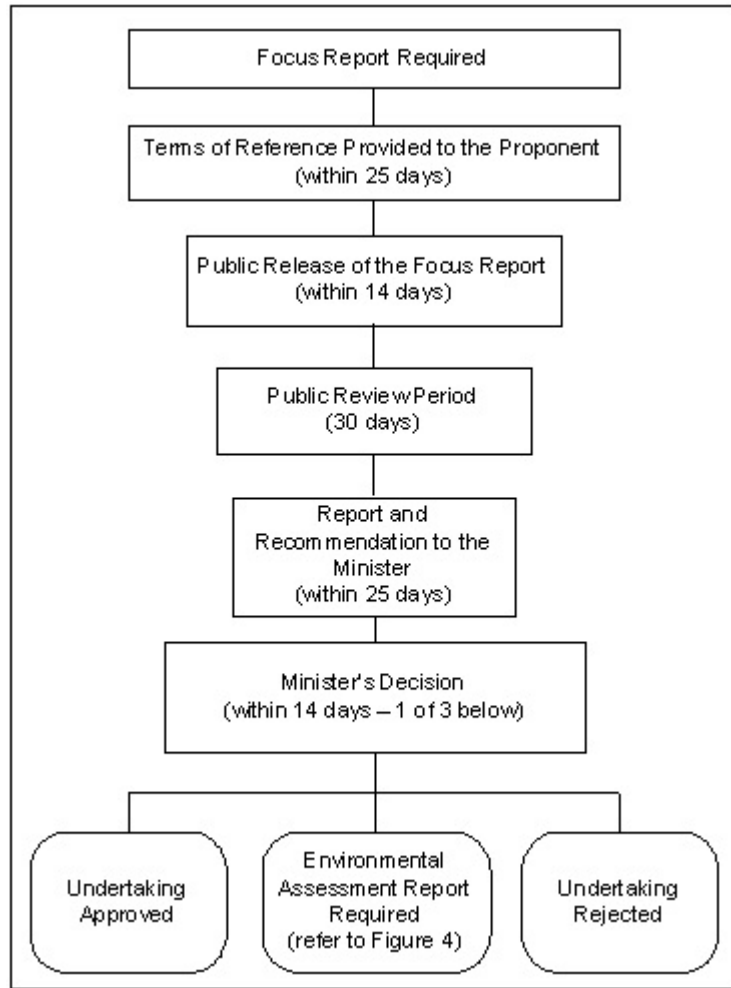 Focus Report Required
Terms of Reference Provided to the Proponent
(within 25 days)
Public Release of the Focus Report
(within 14 days)
Public Review Period
(30 days)
Report and
Recommendation to the
Minister
(within 25 days)
Minister's Decision
(within 14 days – 1 of 3 below)
Undertaking
Approved
Environmental
Assessment Report
Required
(refer to Figure 4)
Undertaking
Rejected